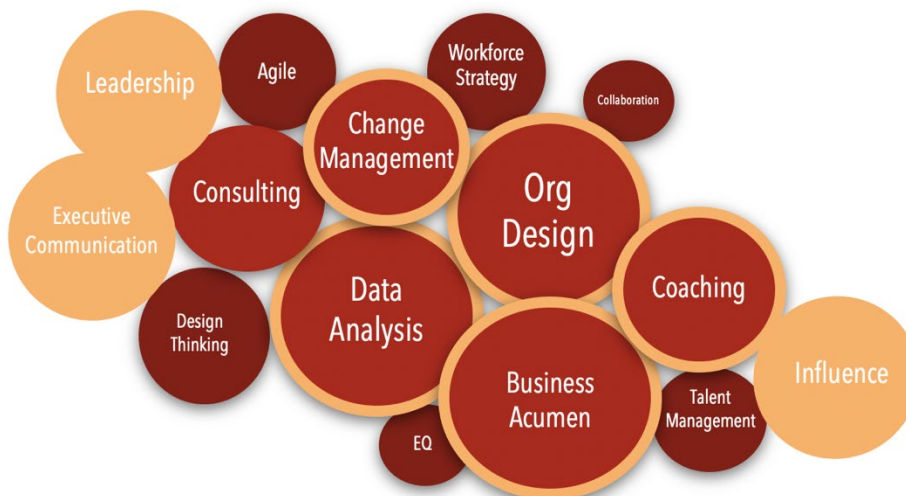 Leadership
Agile
Workforce
Strategy
Collaboration
Change
Management
Consulting
Org
Design
Executive
Communication
Data
Analysis
Coaching
Design
Thinking
Business
Acumen
Influence
Talent
Management
EQ